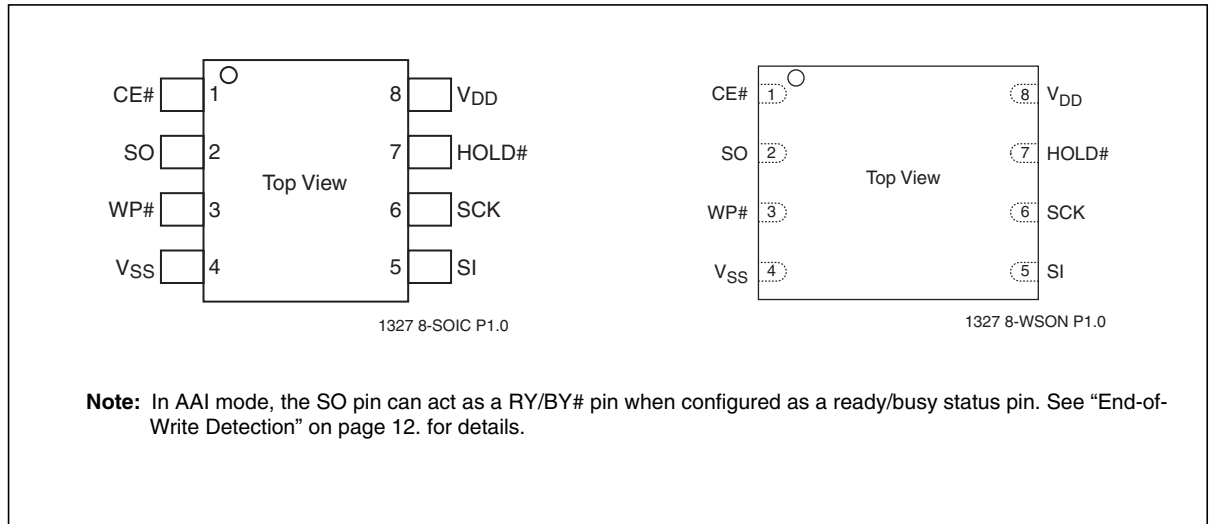 CE# 1 8 VDD
SO 2 7 HOLD#
Top View
WP# 3 6 SCK
VSS 4 5 SI
1327 8-SOIC P1.0
CE# 1 8 VDD
SO 2 7 HOLD#
Top View
WP# 3 6 SCK
VSS 4 5 SI
1327 8-WSON P1.0
Note: In AAI mode, the SO pin can act as a RY/BY# pin when configured as a ready/busy status pin. See “End-of-
Write Detection” on page 12. for details.